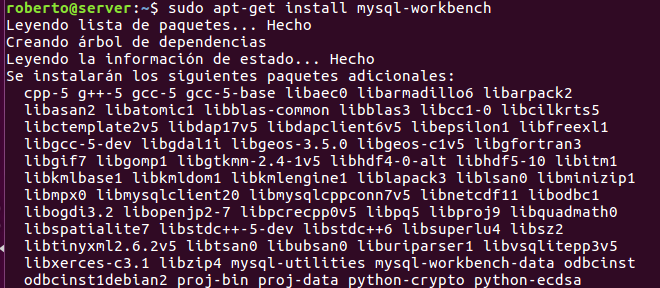 roberto@server:~$ sudo apt-get install mysql-workbench
Leyendo lista de paquetes... Hecho
Creando árbol de dependencias
Leyendo la información de estado... Hecho
Se instalarán los siguientes paquetes adicionales:
cpp-5 g++-5 gcc-5 gcc-5-base libaec0 libarmadillo6 libarpack2
libasan2 libatomic1 libblas-common libblas3 libcc1-0 libcilkrts5
libctemplate2v5 libdap17v5 libdapclient6v5 libepsilon1 libfreexl1
libgcc-5-dev libgdal1i libgeos-3.5.0 libgeos-c1v5 libgfortran3
libgif7 libgomp1 libgtkmm-2.4-1v5 libhdf4-0-alt libhdf5-10 libitm1
libkmlbase1 libkmldom1 libkmlengine1 liblapack3 liblsan0 libminizip1
libmpx0 libmysqlclient20 libmysqlcppconn7v5 libnetcdf11 libodbc1
libogdi3.2 libopenjp2-7 libpcrecpp0v5 libpq5 libproj9 libquadmath0
libspatialite7 libstdc++-5-dev libstdc++6 libsuperlu4 libsz2
libtinyxml2.6.2v5 libtsan0 libubsan0 liburiparser1 libvsqlitepp3v5
libxerces-c3.1 libzip4 mysql-utilities mysql-workbench-data odbcinst
odbcinst1debian2 proj-bin proj-data python-crypto python-ecdsa